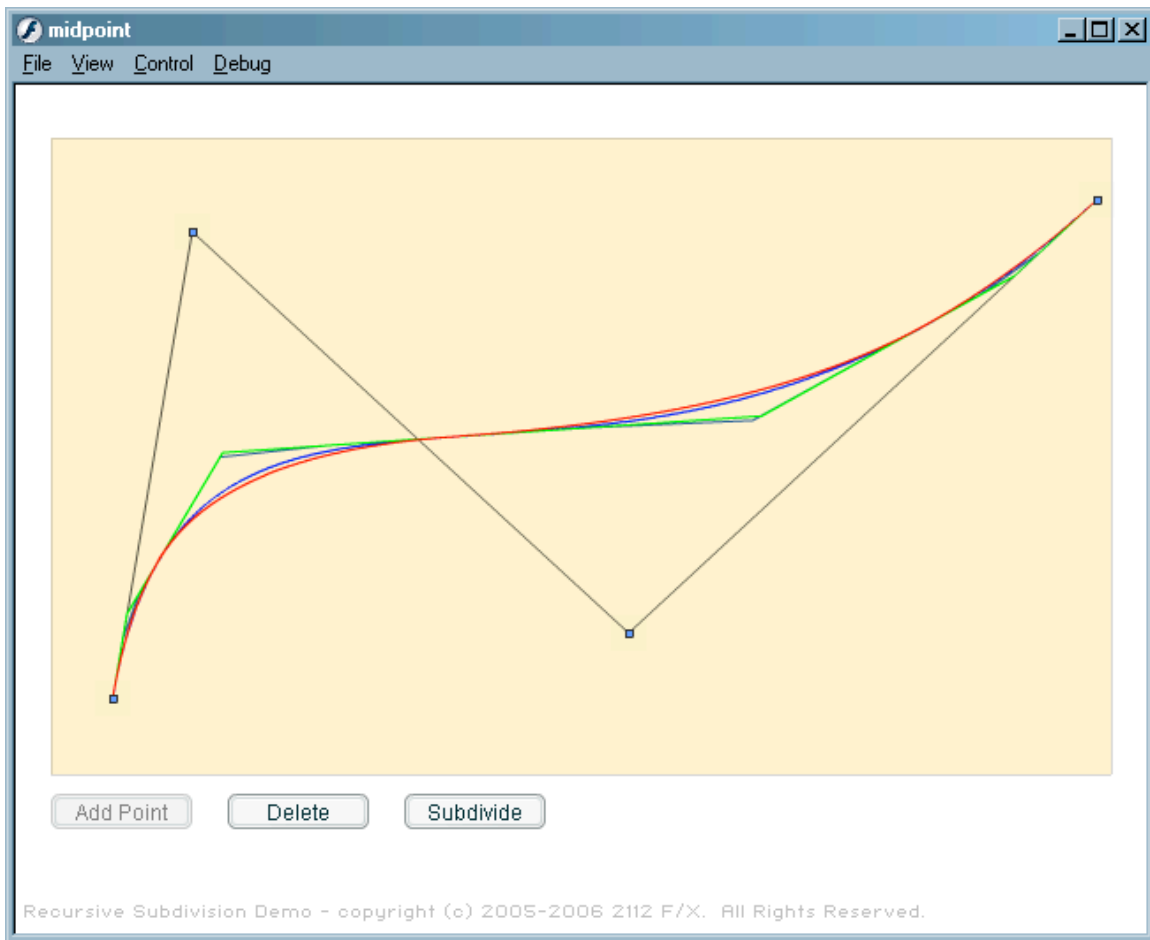 midpoint
File View Control Debug
Add Point Delete Subdivide
Recursive Subdivision Demo - copyright (c) 2005-2006 2112 F/X. All Rights Reserved.